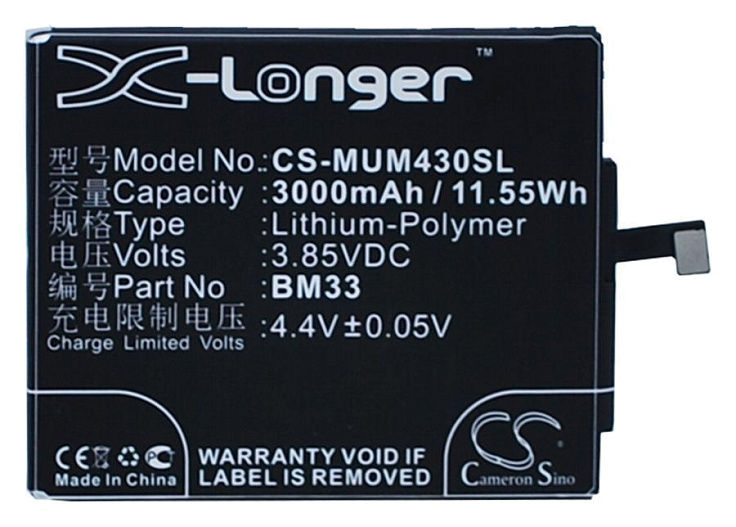 X-Longer™
型号Model No.:CS-MUM430SL
容量Capacity:3000mAh / 11.55Wh
规格Type :Lithium-Polymer
电压Volts :3.85VDC
编号Part No :BM33
充电限制电压 :4.4V±0.05V
Charge Limited Volts
CE
Made In China
WARRANTY VOID IF
LABEL IS REMOVED
CS
Cameron Sino